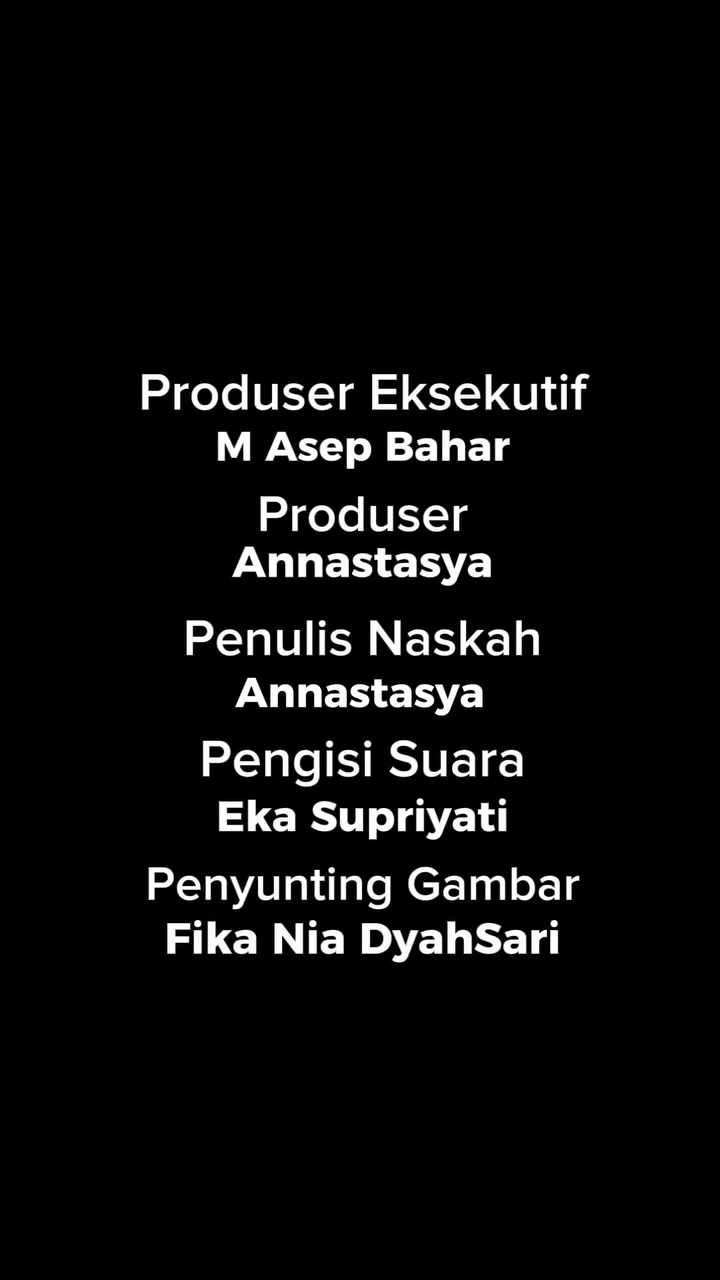 Produser Eksekutif
M Asep Bahar
Produser
Annastasya
Penulis Naskah
Annastasya
Pengisi Suara
Eka Supriyati
Penyunting Gambar
Fika Nia DyahSari